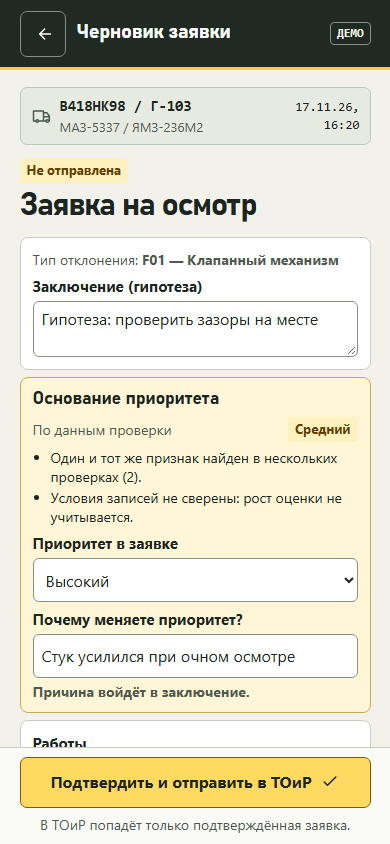 Черновик заявки
ДЕМО
В418НК98 / Г-103
МАЗ-5337 / ЯМЗ-236М2
17.11.26,
16:20
Не отправлена
Заявка на осмотр
Тип отклонения: F01 — Клапанный механизм
Заключение (гипотеза)
Гипотеза: проверить зазоры на месте
Основание приоритета
По данным проверки
Средний
Один и тот же признак найден в нескольких
проверках (2).
Условия записей не сверены: рост оценки не
учитывается.
Приоритет в заявке
Высокий
Почему меняете приоритет?
Стук усилился при очном осмотре
Причина войдёт в заключение.
Работы
Подтвердить и отправить в ТОиР
В ТОиР попадёт только подтверждённая заявка.